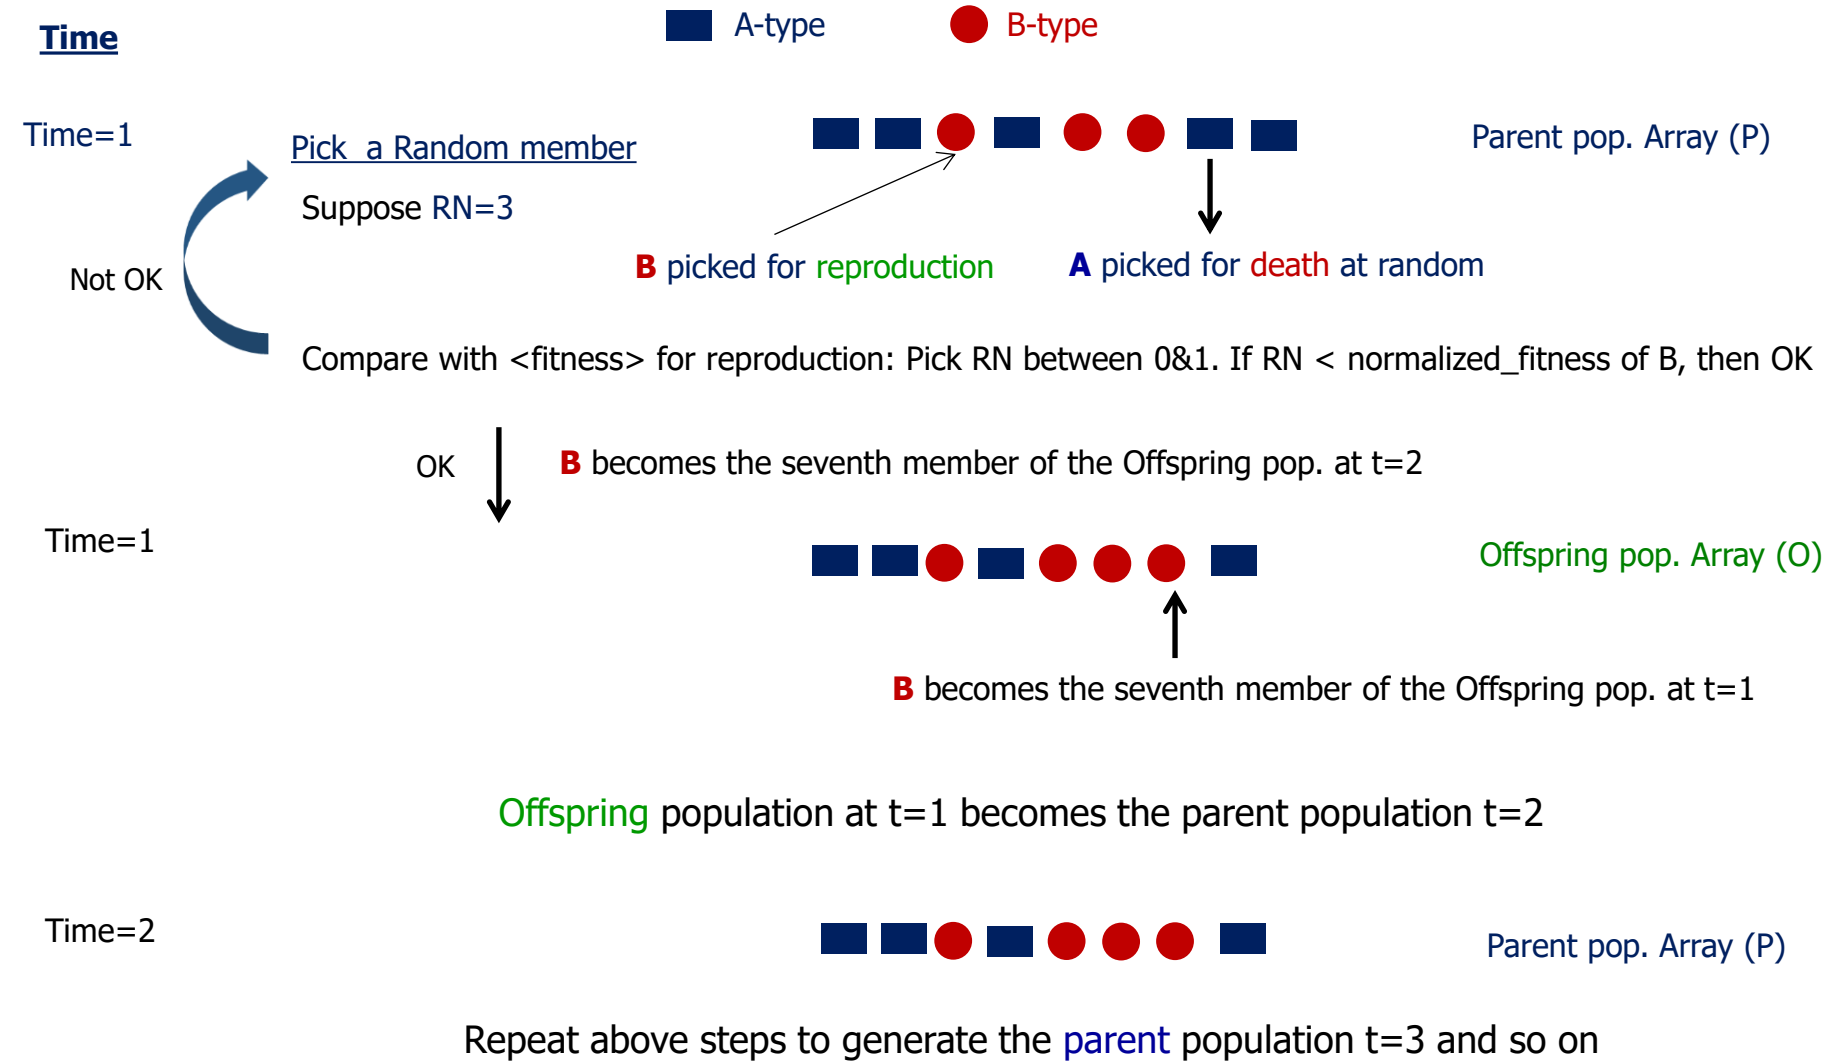 Time
A-type
B-type
Time=1
Pick a Random member
Parent pop. Array (P)
Suppose RN=3
Not OK
B picked for reproduction
A picked for death at random
Compare with <fitness> for reproduction: Pick RN between 0&1. If RN < normalized_fitness of B, then OK
OK
B becomes the seventh member of the Offspring pop. at t=2
Time=1
Offspring pop. Array (O)
B becomes the seventh member of the Offspring pop. at t=1
Offspring population at t=1 becomes the parent population t=2
Time=2
Parent pop. Array (P)
Repeat above steps to generate the parent population t=3 and so on